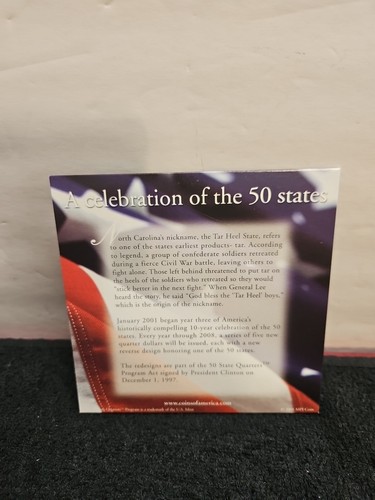 A celebration of the 50 states
North Carolina's nickname, the Tar Heel State, refers
to one of the states earliest products- tar. According
to legend, a group of confederate soldiers retreated
during a fierce Civil War battle, leaving others to
fight alone. Those left behind threatened to put tar on
the heels of the soldiers who retreated so they would
"stick better in the next fight." When General Lee
heard the story, he said "God bless the 'Tar Heel' boys,"
which is the origin of the nickname.
January 2001 began year three of America's
historically compelling 10-year celebration of the 50
states. Every year through 2008, a series of five new
quarter dollars will be issued, each with a new
reverse design honoring one of the 50 states.
The redesigns are part of the 50 State Quarters™
Program Act signed by President Clinton on
December 1, 1997.
www.coinsofamerica.com
Program is a trademark of the U.S. Mint